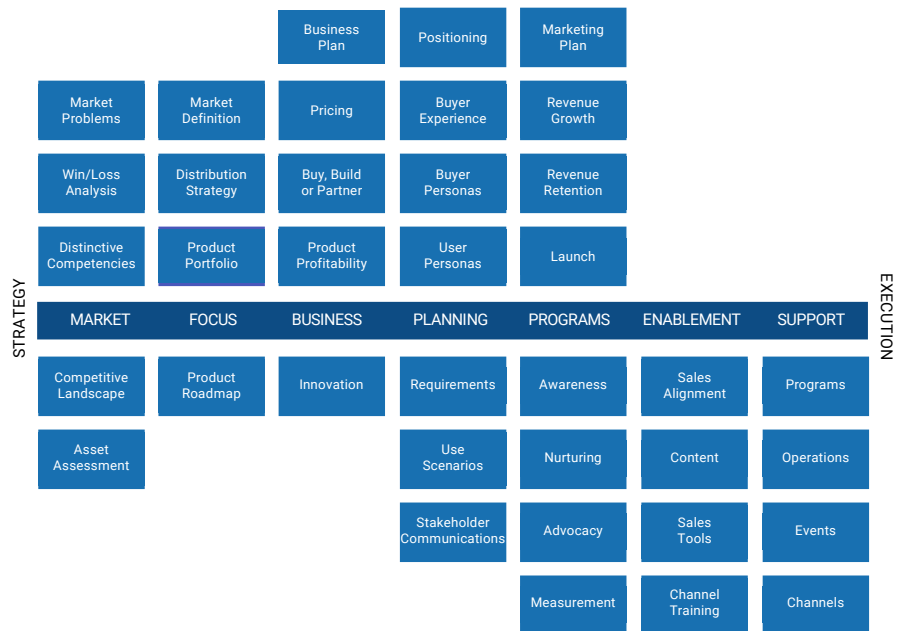 Business
Plan
Positioning
Marketing
Plan
Market
Problems
Market
Definition
Pricing
Buyer
Experience
Revenue
Growth
Win/Loss
Analysis
Distribution
Strategy
Buy, Build
or Partner
Buyer
Personas
Revenue
Retention
Distinctive
Competencies
Product
Portfolio
Product
Profitability
User
Personas
Launch
STRATEGY
MARKET
FOCUS
BUSINESS
PLANNING
PROGRAMS
ENABLEMENT
SUPPORT
EXECUTION
Competitive
Landscape
Product
Roadmap
Innovation
Requirements
Awareness
Sales
Alignment
Programs
Asset
Assessment
Use
Scenarios
Nurturing
Content
Operations
Stakeholder
Communications
Advocacy
Sales
Tools
Events
Measurement
Channel
Training
Channels